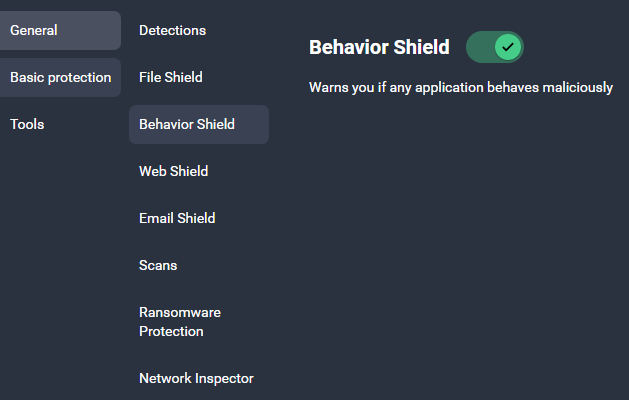 General
Basic protection
Tools
Detections
File Shield
Behavior Shield
Web Shield
Email Shield
Scans
Ransomware
Protection
Network Inspector
Behavior Shield
Warns you if any application behaves maliciously